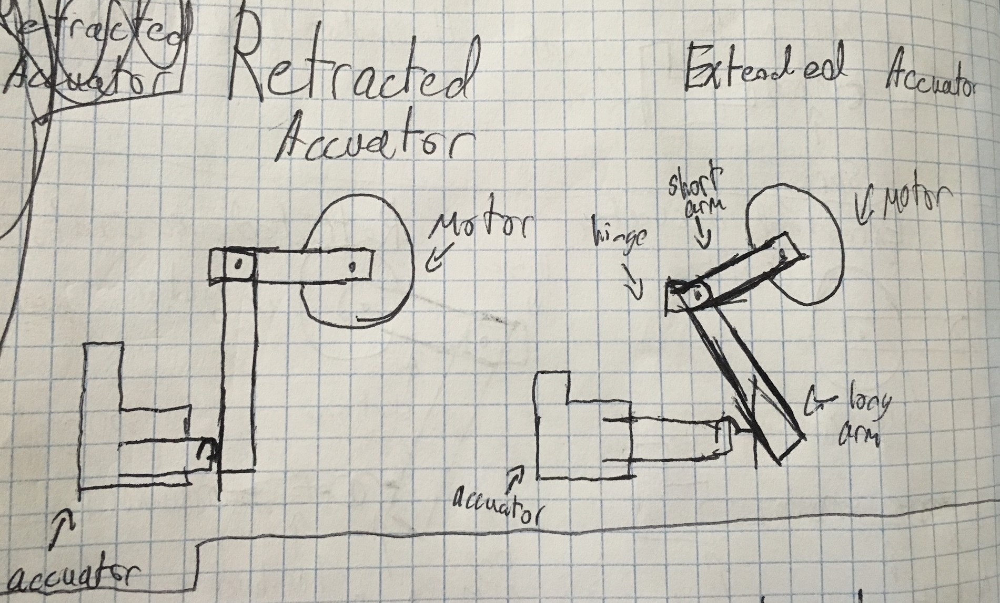 Retracted
Accuator
Retracted
Accuator
Extended Accuator
Motor
accuator
short
arm
hinge
Motor
long
arm
accuator